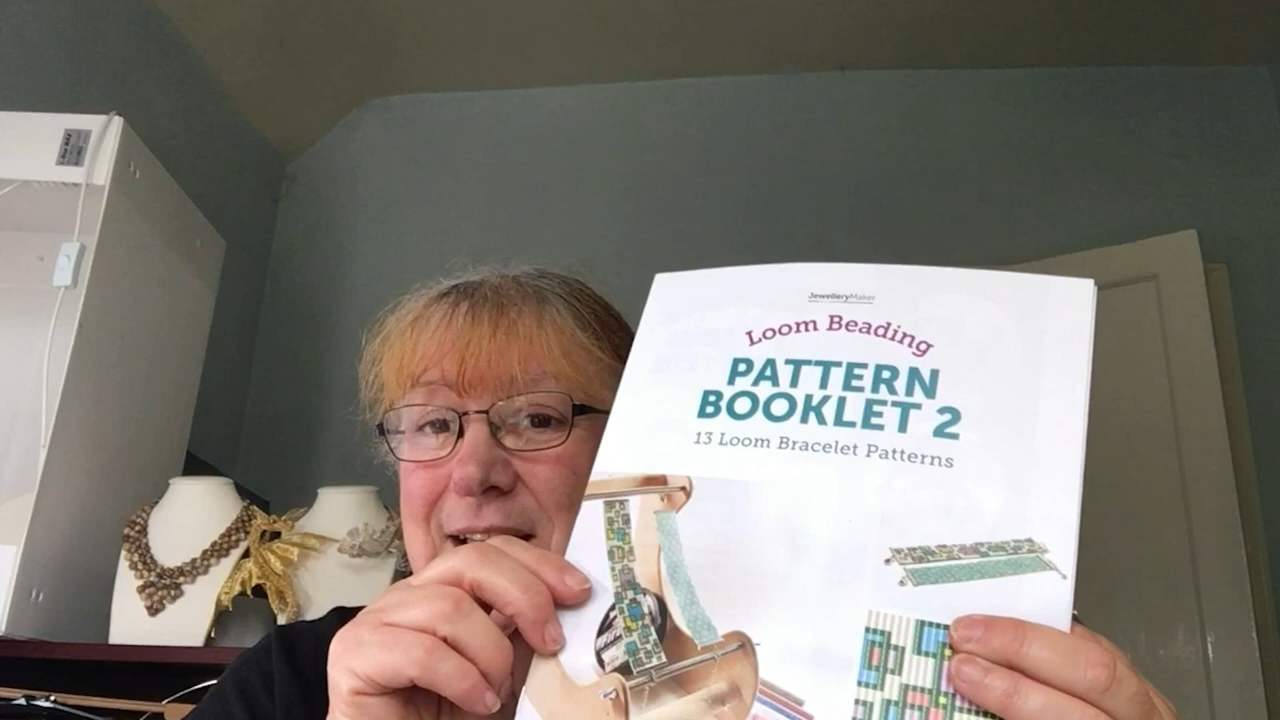 JewelleryMaker
Loom Beading
PATTERN
BOOKLET 2
13 Loom Bracelet Patterns